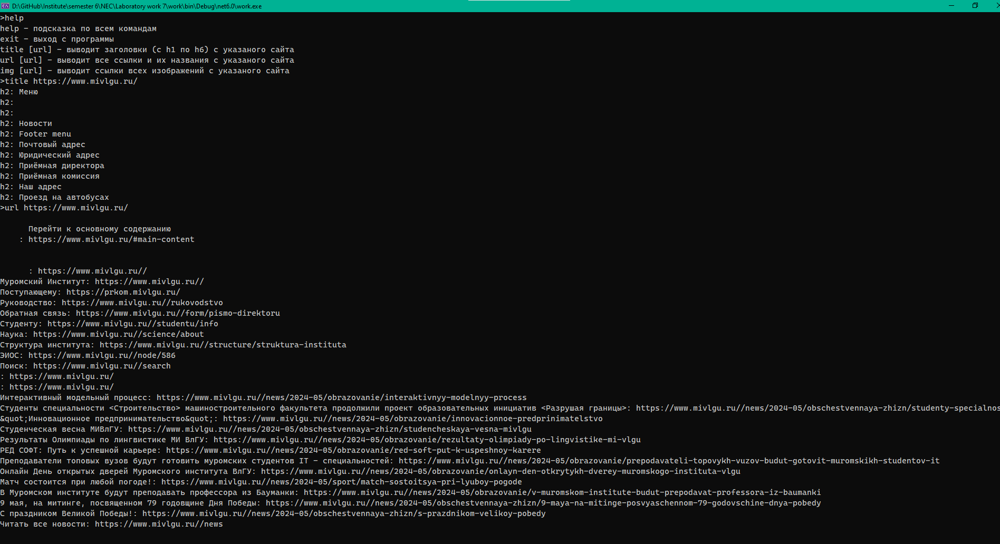 D:\GitHub\Institute\semester 6\NEC\Laboratory work 7\work\bin\Debug\net6.0\work.exe
>help
help - подсказка по всем командам
exit - выход с программы
title [url] - выводит заголовки (с h1 по h6) с указаного сайта
url [url] - выводит все ссылки и их названия с указаного сайта
img [url] - выводит ссылки всех изображений с указаного сайта
>title https://www.mivlgu.ru/
h2: Меню
h2:
h2:
h2: Новости
h2: Footer menu
h2: Почтовый адрес
h2: Юридический адрес
h2: Приёмная директора
h2: Приёмная комиссия
h2: Наш адрес
h2: Проезд на автобусах
>url https://www.mivlgu.ru/
Перейти к основному содержанию
: https://www.mivlgu.ru/#main-content
: https://www.mivlgu.ru//
Муромский Институт: https://www.mivlgu.ru//
Поступающему: https://prkom.mivlgu.ru/
Руководство: https://www.mivlgu.ru//rukovodstvo
Обратная связь: https://www.mivlgu.ru//form/pismo-direktoru
Студенту: https://www.mivlgu.ru//studentu/info
Наука: https://www.mivlgu.ru//science/about
Структура института: https://www.mivlgu.ru//structure/struktura-instituta
ЭИОС: https://www.mivlgu.ru//node/586
Поиск: https://www.mivlgu.ru//search
: https://www.mivlgu.ru/
: https://www.mivlgu.ru/
Интерактивный модельный процесс: https://www.mivlgu.ru//news/2024-05/obrazovanie/interaktivnyy-modelnyy-process
Студенты специальности <Строительство> машиностроительного факультета продолжили проект образовательных инициатив <Разрушая границы>: https://www.mivlgu.ru//news/2024-05/obschestvennaya-zhizn/studenty-specialnos
&quot;Инновационное предпринимательство&quot;: https://www.mivlgu.ru//news/2024-05/obrazovanie/innovacionnoe-predprinimatelstvo
Студенческая весна МИВлГУ: https://www.mivlgu.ru//news/2024-05/obschestvennaya-zhizn/studencheskaya-vesna-mivlgu
Результаты Олимпиады по лингвистике МИ ВлГУ: https://www.mivlgu.ru//news/2024-05/obrazovanie/rezultaty-olimpiady-po-lingvistike-mi-vlgu
РЕД СОФТ: Путь к успешной карьере: https://www.mivlgu.ru//news/2024-05/obrazovanie/red-soft-put-k-uspeshnoy-karere
Преподаватели топовых вузов будут готовить муромских студентов IT - специальностей: https://www.mivlgu.ru//news/2024-05/obrazovanie/prepodavateli-topovykh-vuzov-budut-gotovit-muromskikh-studentov-it
Онлайн День открытых дверей Муромского института ВлГУ: https://www.mivlgu.ru//news/2024-05/obrazovanie/onlayn-den-otkrytykh-dverey-muromskogo-instituta-vlgu
Матч состоится при любой погоде!: https://www.mivlgu.ru//news/2024-05/sport/match-sostoitsya-pri-lyuboy-pogode
В Муромском институте будут преподавать профессора из Бауманки: https://www.mivlgu.ru//news/2024-05/obrazovanie/v-muromskom-institute-budut-prepodavat-professora-iz-baumanki
9 мая, на митинге, посвященном 79 годовщине Дня Победы: https://www.mivlgu.ru//news/2024-05/obschestvennaya-zhizn/9-maya-na-mitinge-posvyaschennom-79-godovschine-dnya-pobedy
С праздником Великой Победы!: https://www.mivlgu.ru//news/2024-05/obschestvennaya-zhizn/s-prazdnikom-velikoy-pobedy
Читать все новости: https://www.mivlgu.ru//news